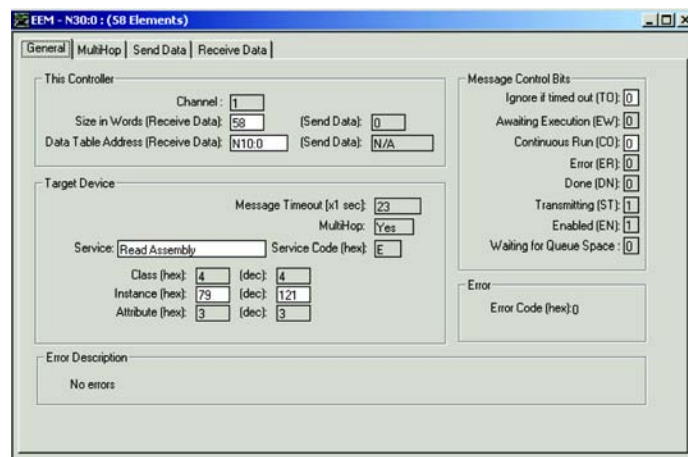 EEM - N30:0 : (58 Elements)
General MultiHop Send Data Receive Data
This Controller
Channel : 1
Size in Words (Receive Data): 58 (Send Data): 0
Data Table Address (Receive Data): N10:0 (Send Data): N/A
Target Device
Message Timeout (x1 sec): 23
MultiHop: Yes
Service: Read Assembly Service Code (hex): E
Class (hex): 4 (dec): 4
Instance (hex): 79 (dec): 121
Attribute (hex): 3 (dec): 3
Message Control Bits
Ignore if timed out (TO): 0
Awaiting Execution (EW): 0
Continuous Run (CO): 0
Error (ER): 0
Done (DN): 0
Transmitting (ST): 1
Enabled (EN): 1
Waiting for Queue Space : 0
Error
Error Code (hex):0
Error Description
No errors